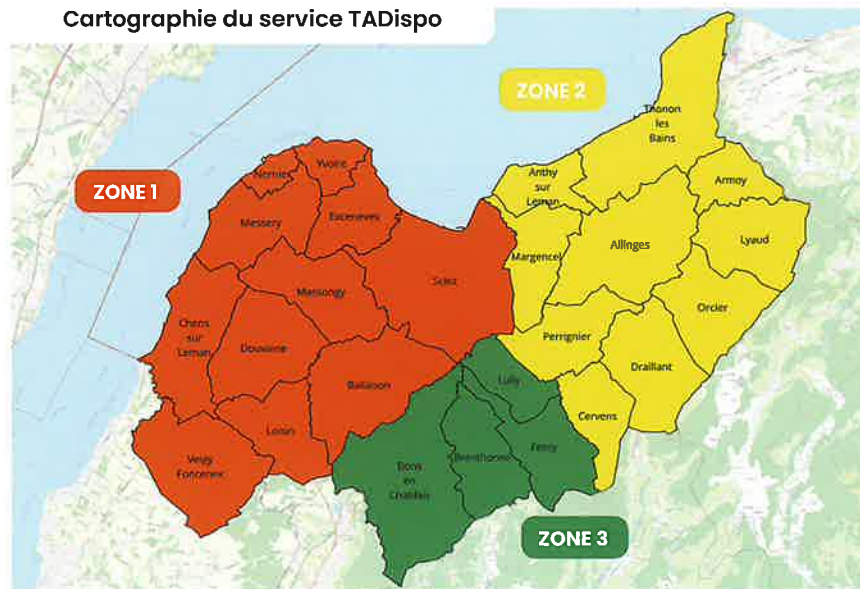 Cartographie du service TADispo
ZONE 2
Thonon
les
Bains
Yvoire
Nernier
Anthy
sur
Leman
Armoy
ZONE 1
Excenevex
Messery
Allinges
Lyaud
Margencel
Sciez
Massongy
Orcier
Chens
sur
Leman
Douvaine
Perrignier
Draillant
Ballaison
Lully
Cervens
Loisin
Veigy
Foncenex
Brenthonne
Fessy
Bons
en
Chablais
ZONE 3